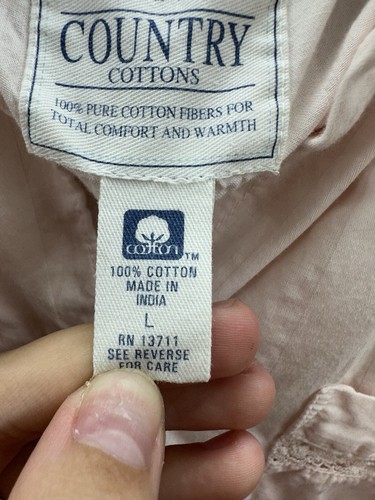 COUNTRY
COTTONS
100% PURE COTTON FIBERS FOR
TOTAL COMFORT AND WARMTH
cotton
TM
100% COTTON
MADE IN
INDIA
L
RN 13711
SEE REVERSE
FOR CARE